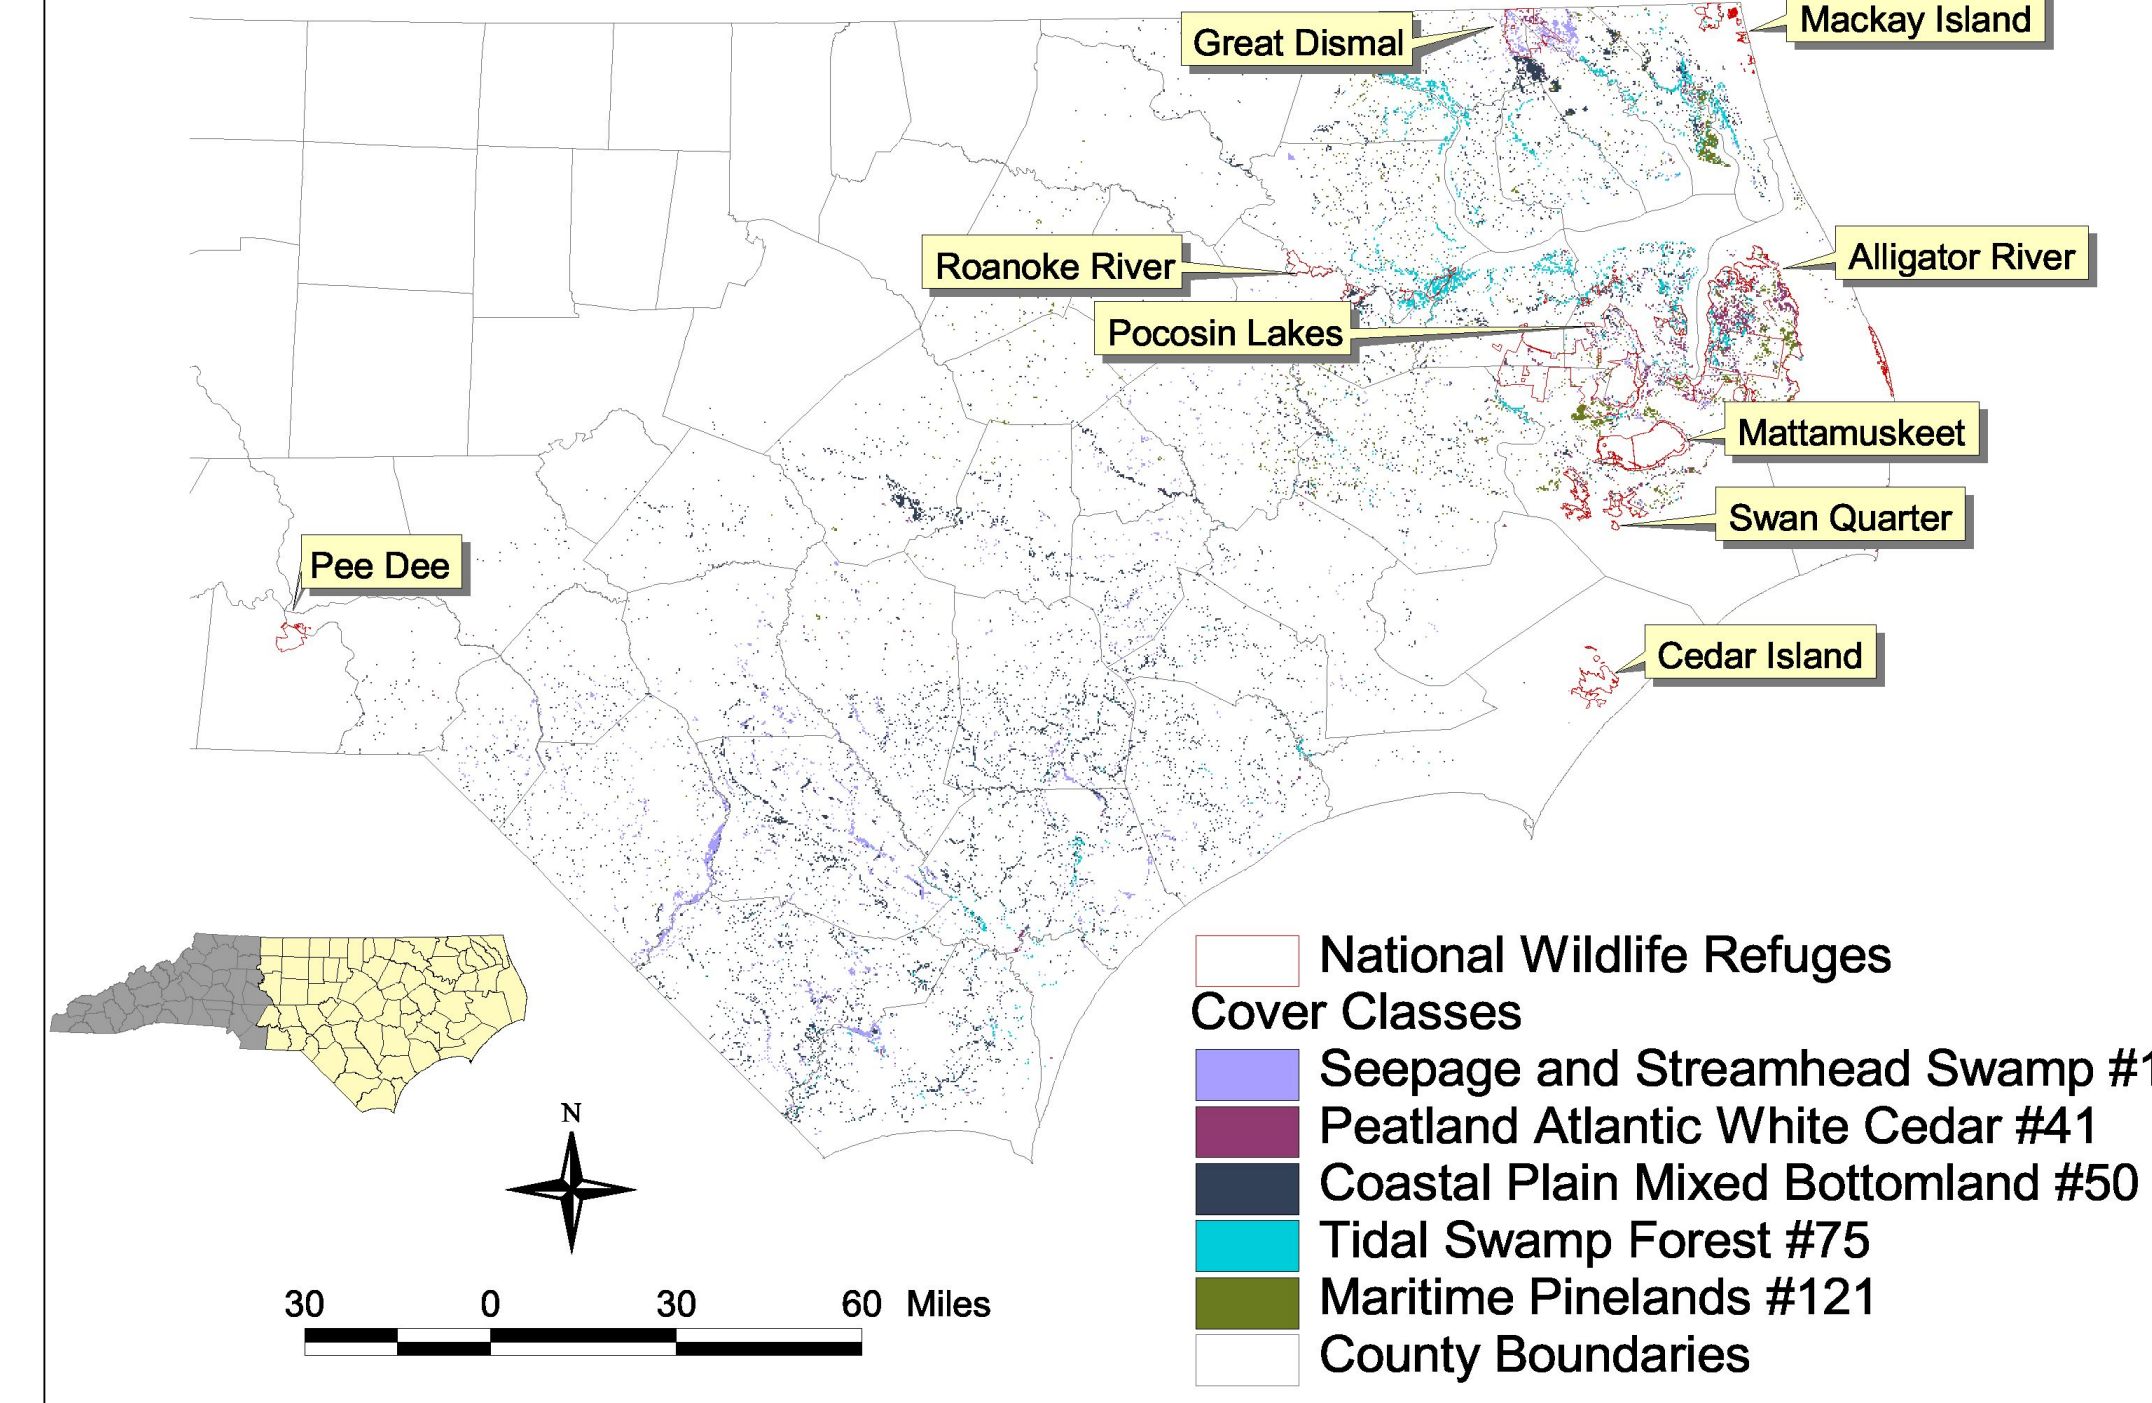 Mackay Island
Great Dismal
Roanoke River
Alligator River
Pocosin Lakes
Mattamuskeet
Swan Quarter
Pee Dee
Cedar Island
National Wildlife Refuges
Cover Classes
Seepage and Streamhead Swamp
Peatland Atlantic White Cedar #41
Coastal Plain Mixed Bottomland #50
Tidal Swamp Forest #75
Maritime Pinelands #121
County Boundaries
N
30 0 30 60 Miles